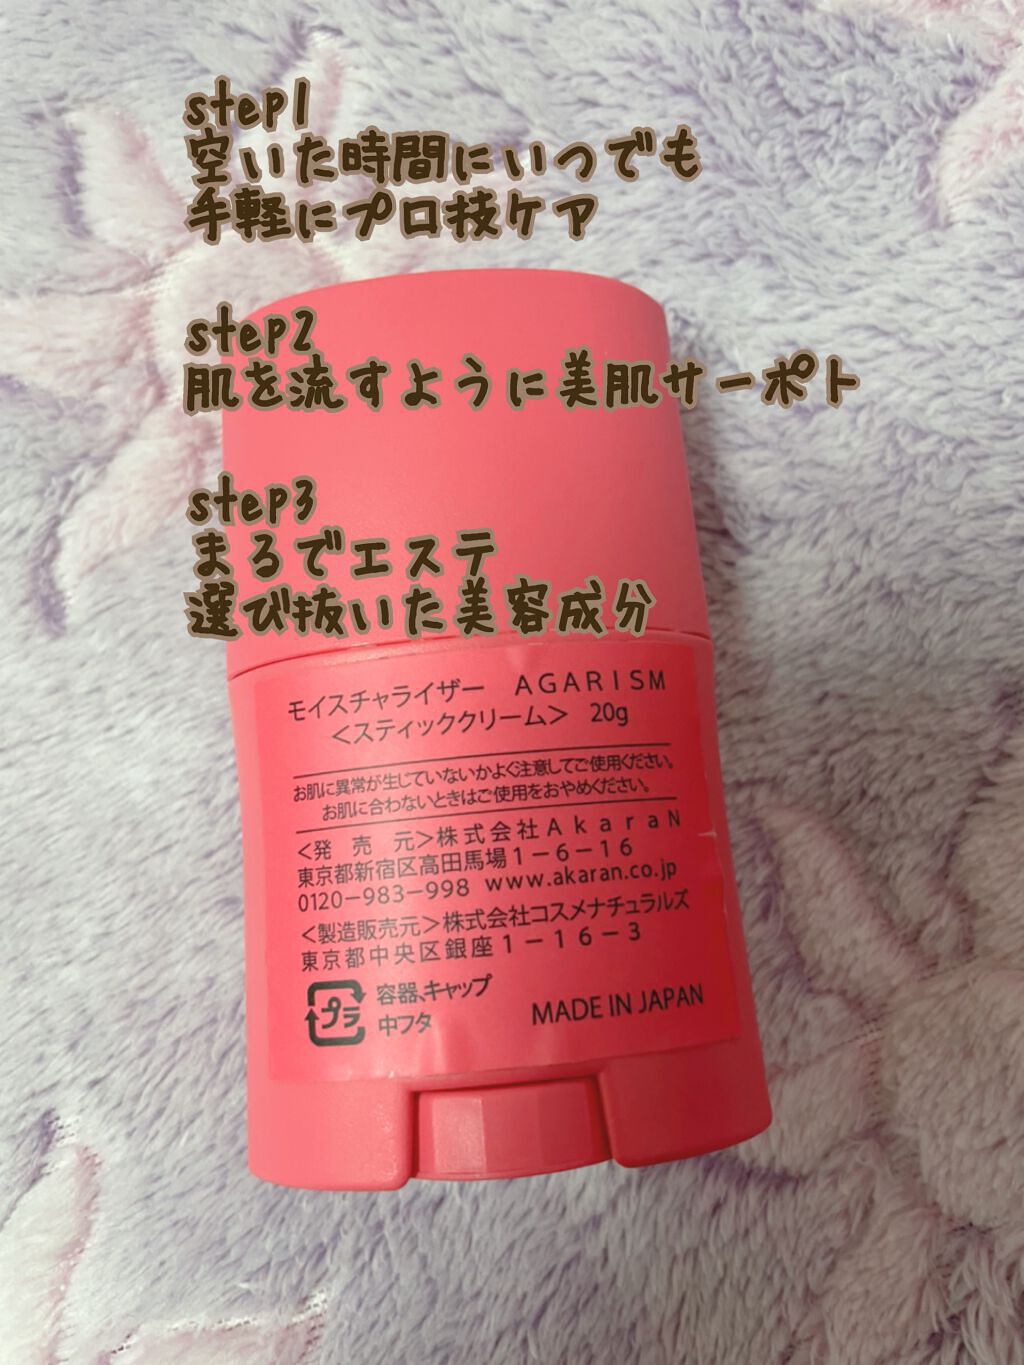 step1
空いた時間にいつでも
手軽にプロ技ケア
step2
肌を流すように美肌サーポト
step3
まるでエステ
選び抜いた美容成分
モイスチャライザー AGARISM
＜スティッククリーム＞ 20g
お肌に異常が生じていないかよく注意してご使用ください。
お肌に合わないときはご使用をおやめください。
＜発 売 元＞株式会社AkaraN
東京都新宿区高田馬場1－6－16
0120－983－998 www.akaran.co.jp
＜製造販売元＞株式会社コスメナチュラルズ
東京都中央区銀座1－16－3
プラ 容器、キャップ
中フタ
MADE IN JAPAN